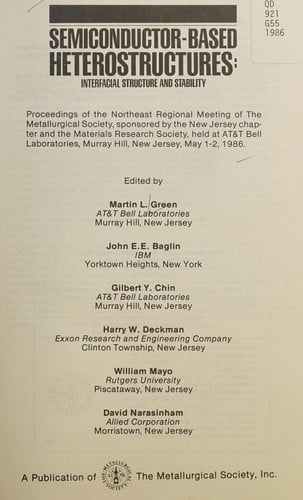 QD
921
G55
1986
SEMICONDUCTOR-BASED
HETEROSTRUCTURES:
INTERFACIAL STRUCTURE AND STABILITY
Proceedings of the Northeast Regional Meeting of The
Metallurgical Society, sponsored by the New Jersey chap-
ter and the Materials Research Society, held at AT&T Bell
Laboratories, Murray Hill, New Jersey, May 1-2, 1986.
Edited by
Martin L. Green
AT&T Bell Laboratories
Murray Hill, New Jersey
John E.E. Baglin
IBM
Yorktown Heights, New York
Gilbert Y. Chin
AT&T Bell Laboratories
Murray Hill, New Jersey
Harry W. Deckman
Exxon Research and Engineering Company
Clinton Township, New Jersey
William Mayo
Rutgers University
Piscataway, New Jersey
David Narasinham
Allied Corporation
Morristown, New Jersey
A Publication of The Metallurgical Society, Inc.